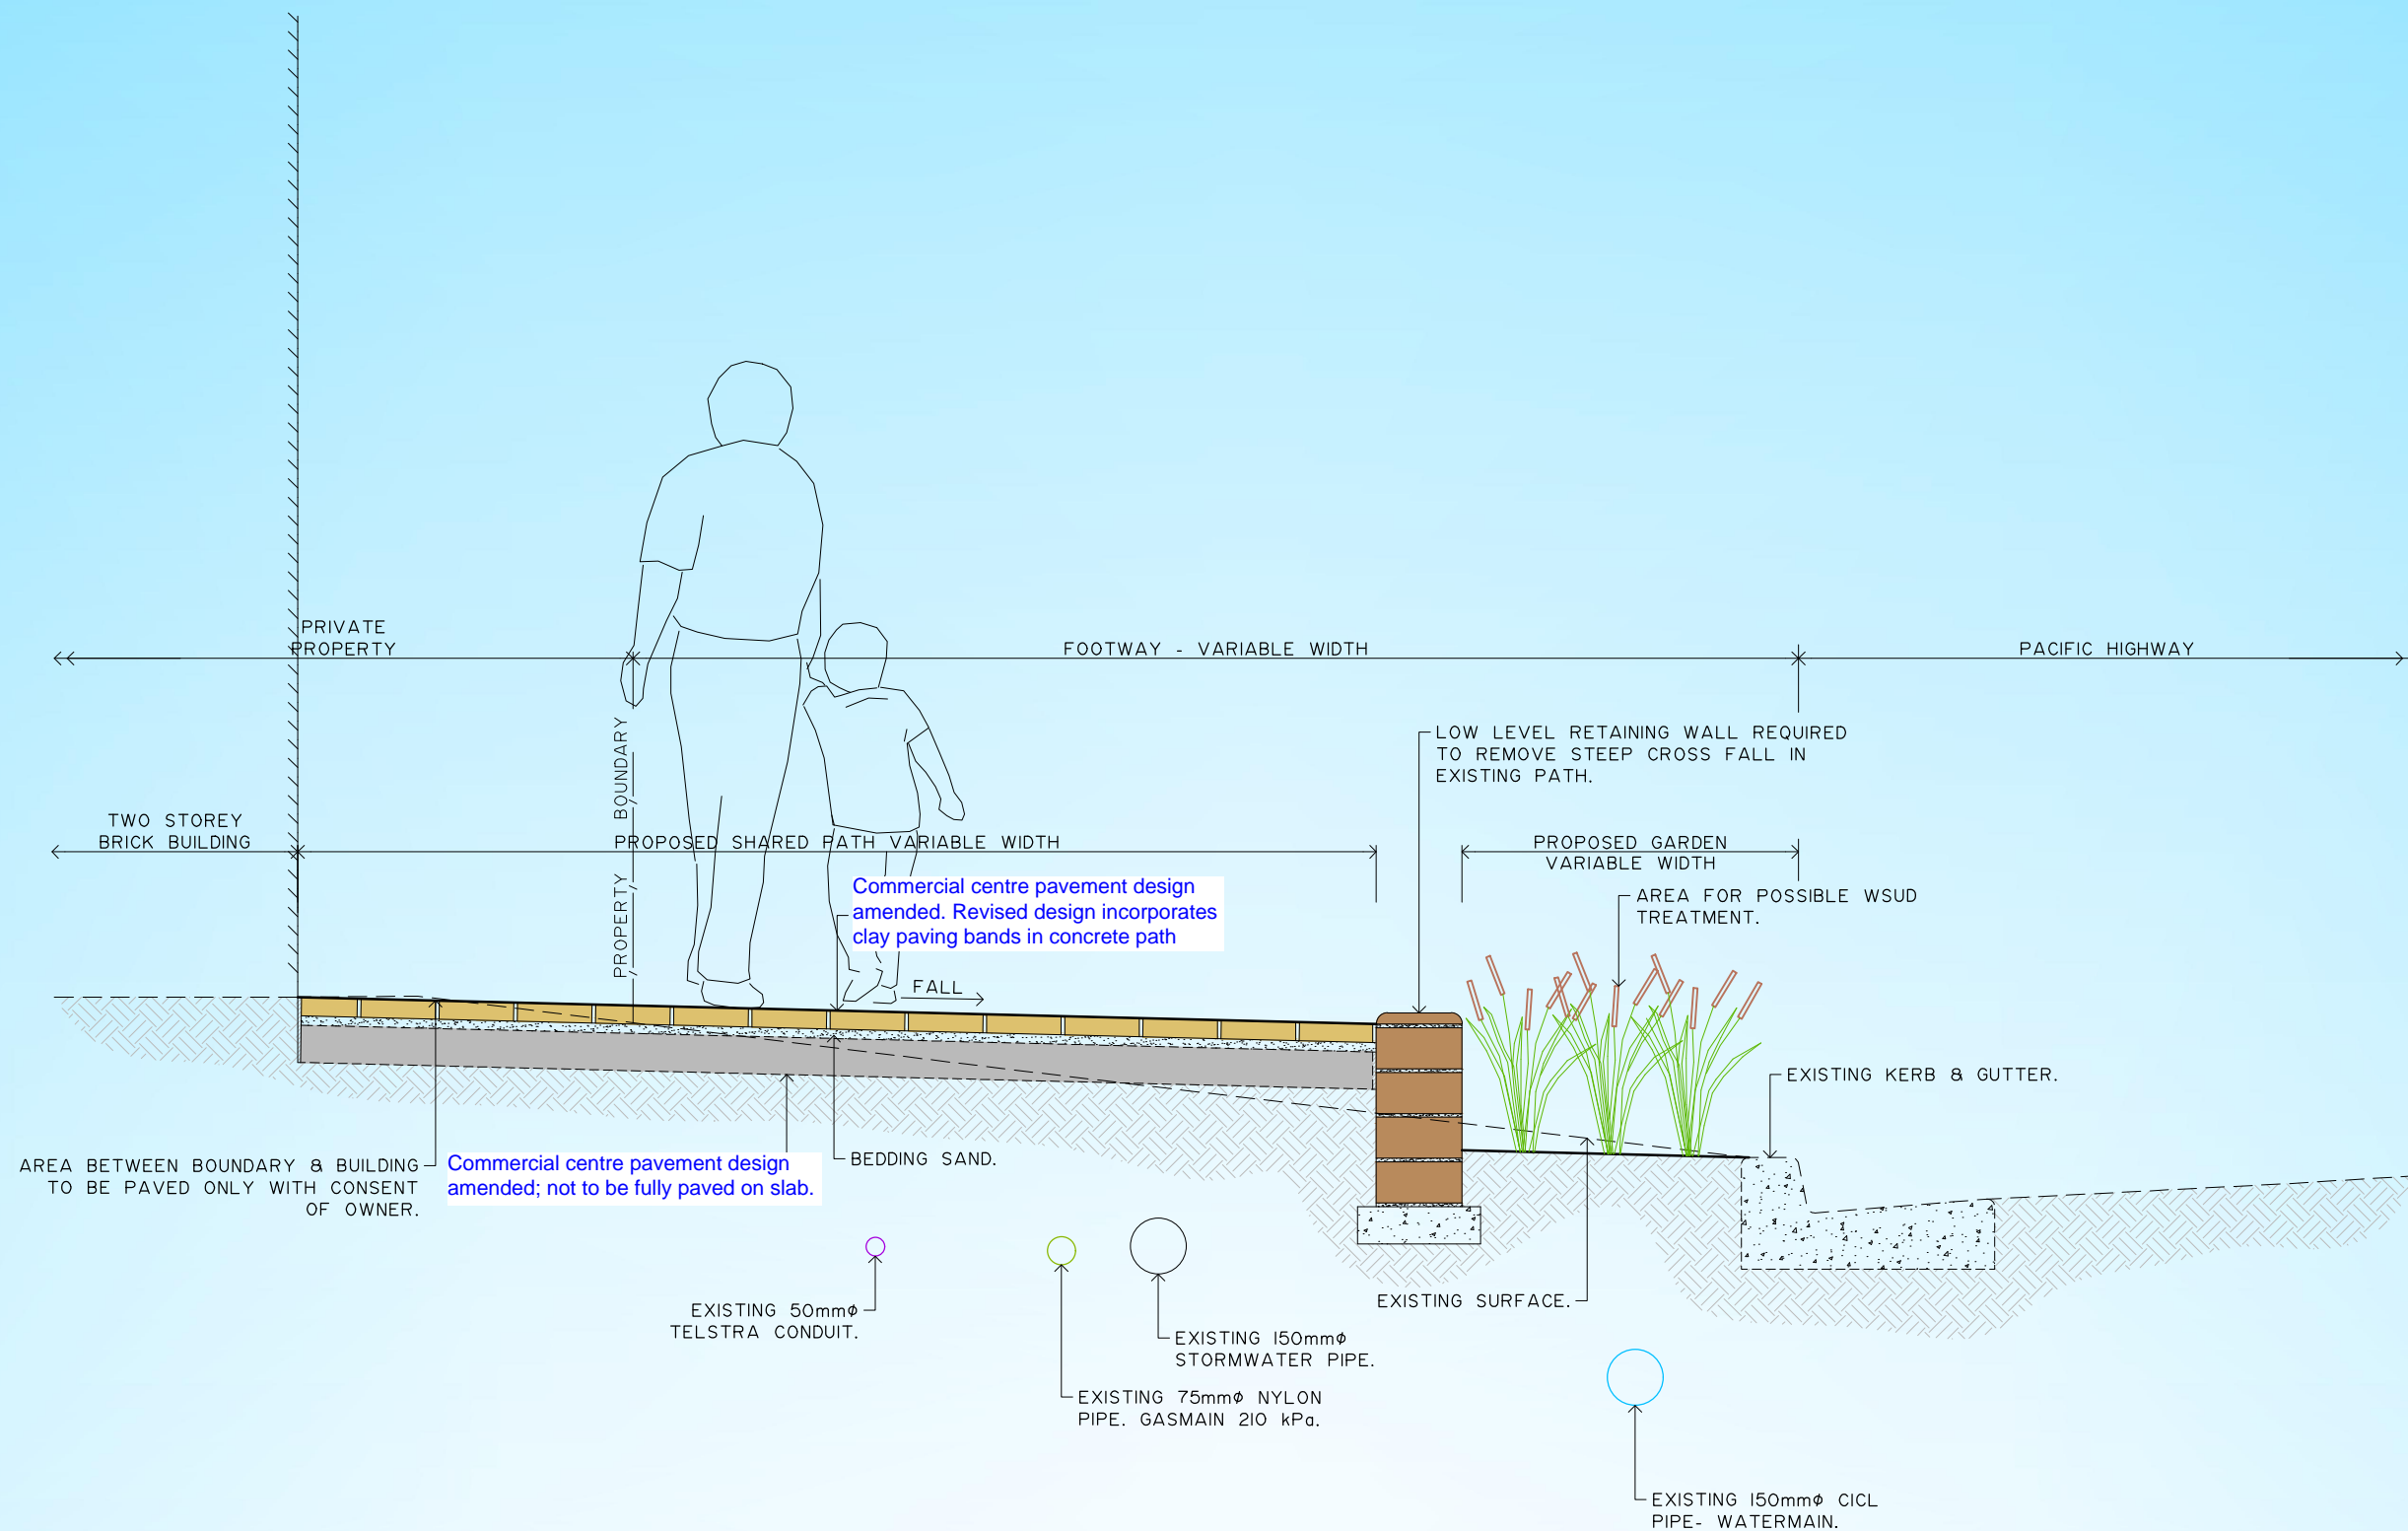 PRIVATE
PROPERTY
FOOTWAY - VARIABLE WIDTH
PACIFIC HIGHWAY
PROPERTY BOUNDARY
LOW LEVEL RETAINING WALL REQUIRED
TO REMOVE STEEP CROSS FALL IN
EXISTING PATH.
TWO STOREY
BRICK BUILDING
PROPOSED SHARED PATH VARIABLE WIDTH
PROPOSED GARDEN
VARIABLE WIDTH
Commercial centre pavement design
amended. Revised design incorporates
clay paving bands in concrete path
AREA FOR POSSIBLE WSUD
TREATMENT.
FALL
EXISTING KERB & GUTTER.
AREA BETWEEN BOUNDARY & BUILDING
TO BE PAVED ONLY WITH CONSENT
OF OWNER.
Commercial centre pavement design
amended; not to be fully paved on slab.
BEDDING SAND.
EXISTING SURFACE.
EXISTING 50mmø
TELSTRA CONDUIT.
EXISTING 150mmø
STORMWATER PIPE.
EXISTING 75mmø NYLON
PIPE. GASMAIN 210 kPa.
EXISTING 150mmø CICL
PIPE- WATERMAIN.